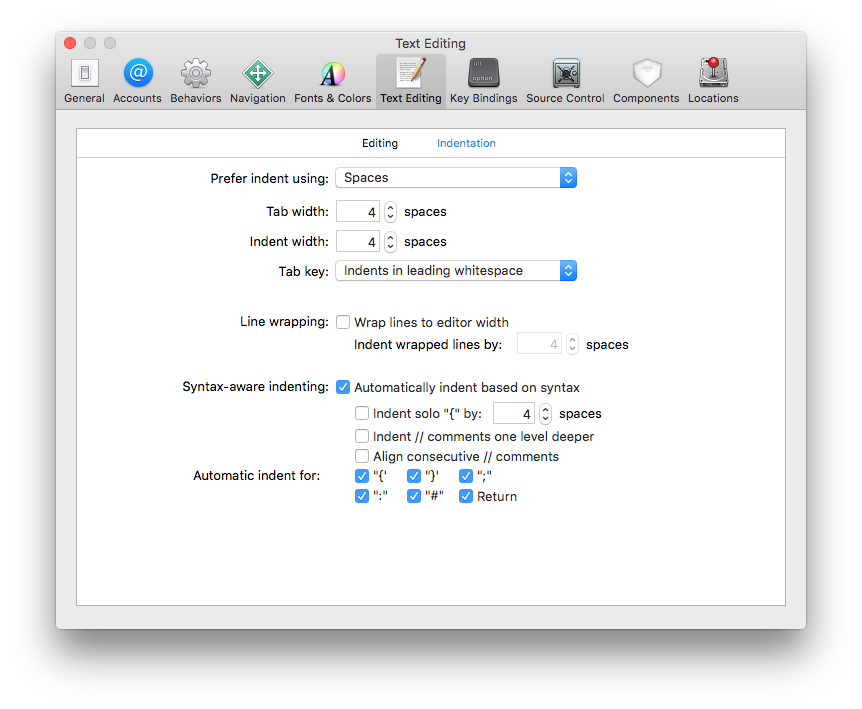 Text Editing
General Accounts Behaviors Navigation Fonts & Colors Text Editing Key Bindings Source Control Components Locations
Editing Indentation
Prefer indent using: Spaces
Tab width: 4 spaces
Indent width: 4 spaces
Tab key: Indents in leading whitespace
Line wrapping: Wrap lines to editor width
Indent wrapped lines by: 4 spaces
Syntax-aware indenting: Automatically indent based on syntax
Indent solo "{" by: 4 spaces
Indent // comments one level deeper
Align consecutive // comments
Automatic indent for: "{' "}' ";"
":" "#" Return